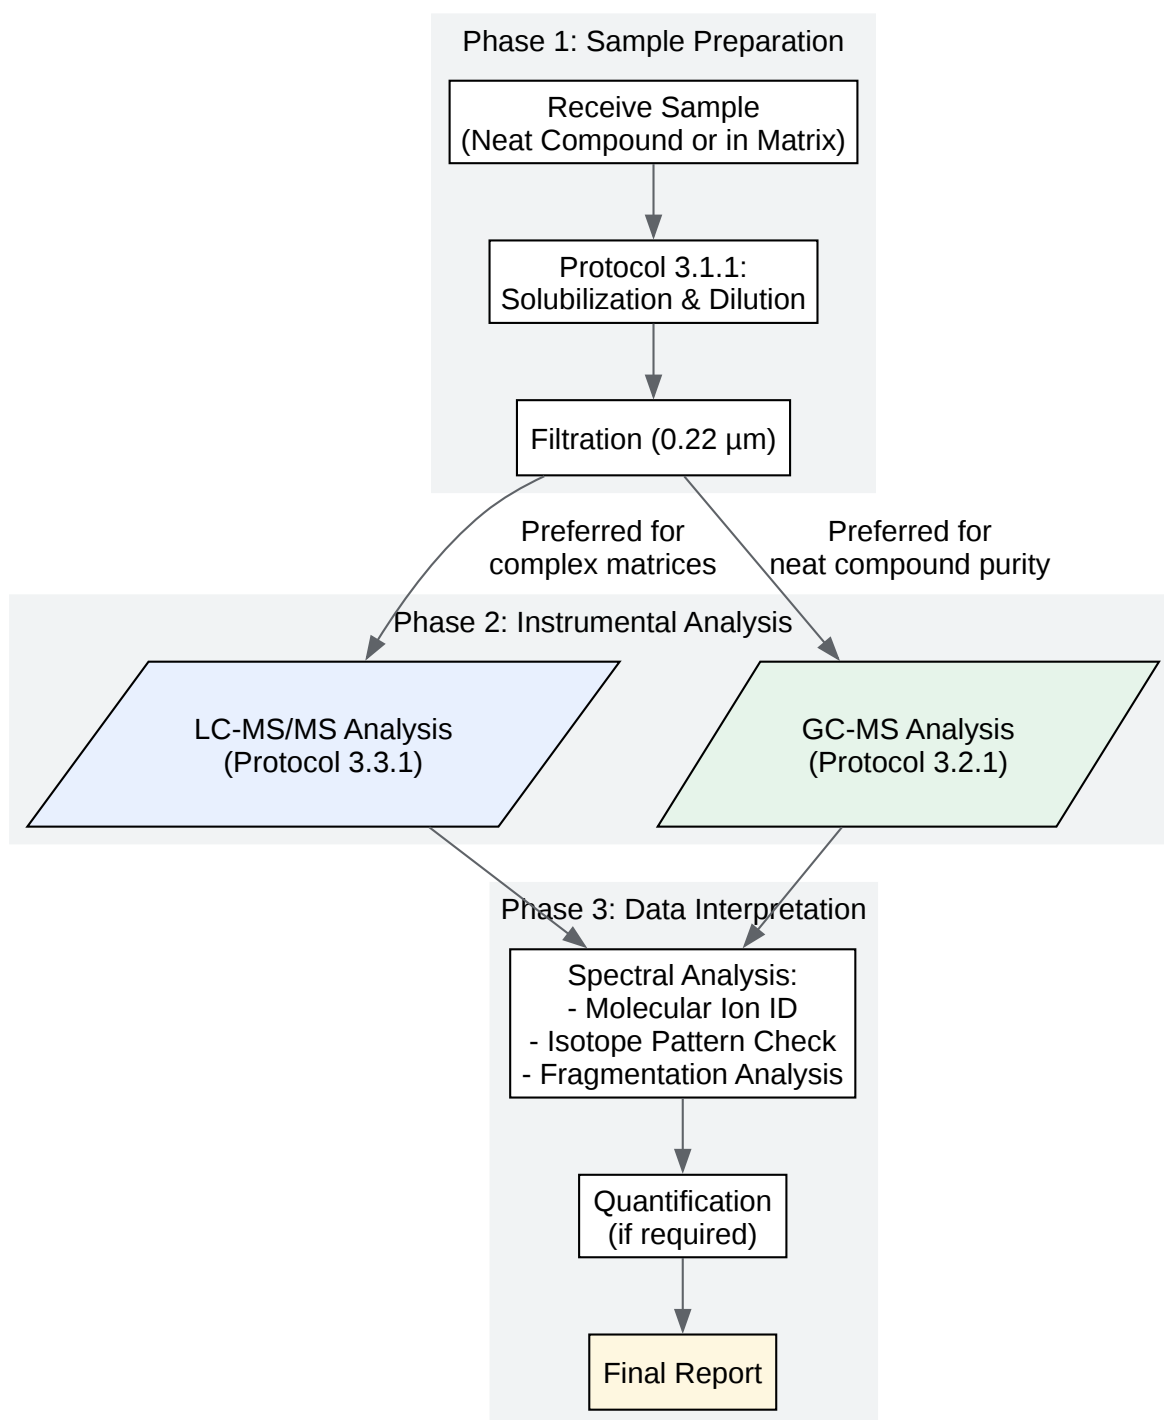 Phase 1: Sample Preparation
Receive Sample
(Neat Compound or in Matrix)
Protocol 3.1.1:
Solubilization & Dilution
Filtration (0.22 µm)
Preferred for
complex matrices
Preferred for
neat compound purity
Phase 2: Instrumental Analysis
LC-MS/MS Analysis
(Protocol 3.3.1)
GC-MS Analysis
(Protocol 3.2.1)
Phase 3: Data Interpretation
Spectral Analysis:
- Molecular Ion ID
- Isotope Pattern Check
- Fragmentation Analysis
Quantification
(if required)
Final Report